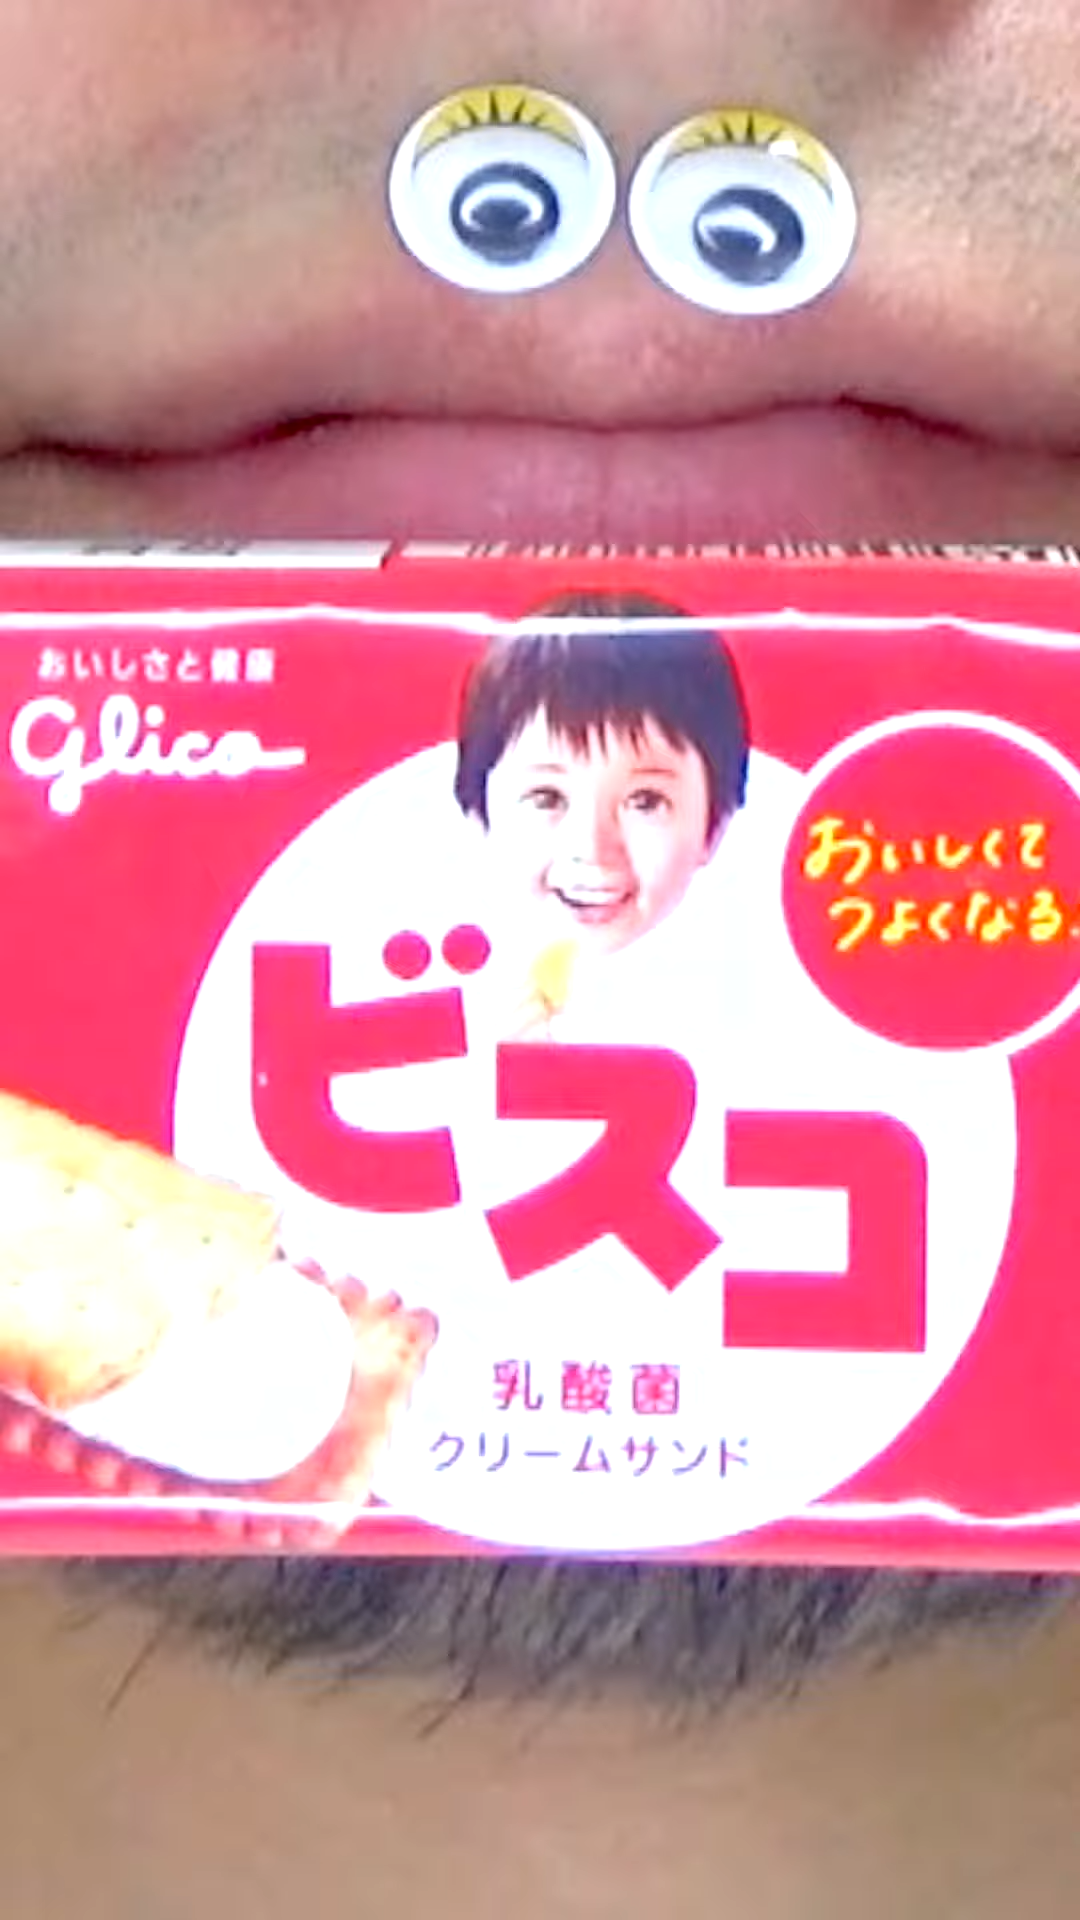 おいしさと健康
glico
おいしくて
つよくなる。
ビスコ
乳酸菌
クリームサンド